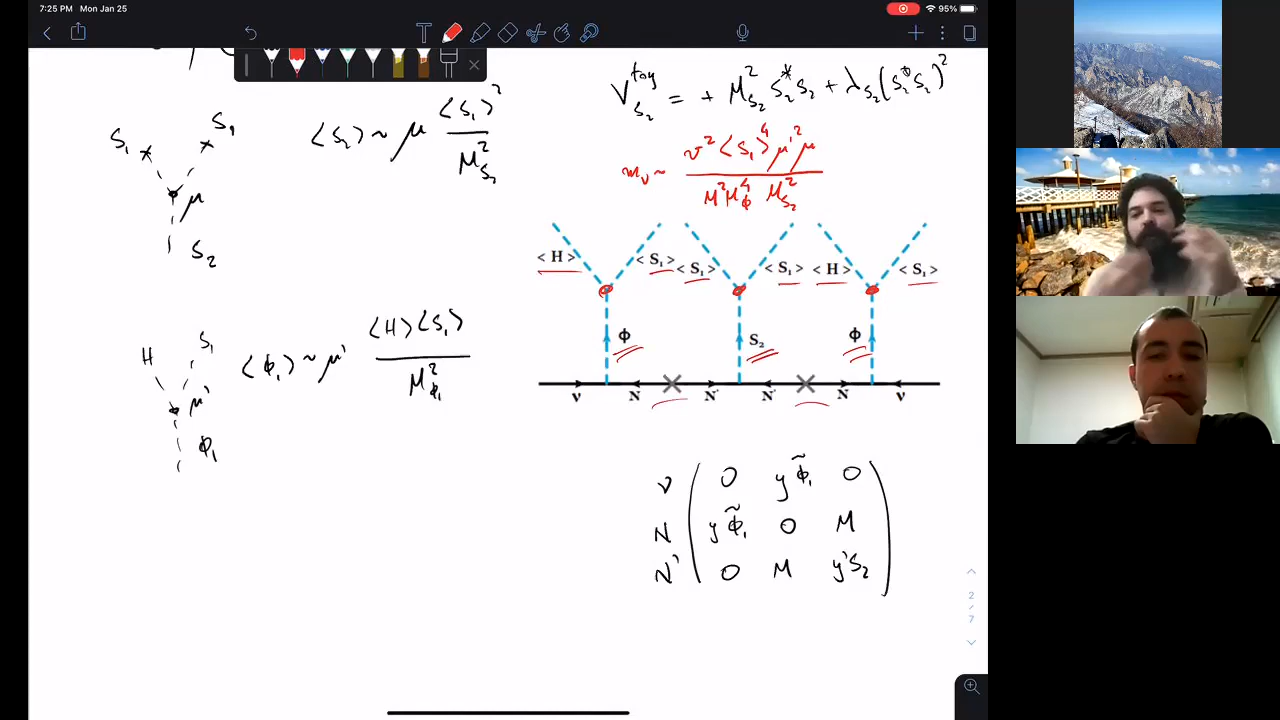 7:25 PM Mon Jan 25
95%
S₁ S₁
μ
S₂
⟨S₂⟩ ~ μ ⟨S₁⟩² / M²_S₂
V^toy_S₂ = + M²_S₂ S₂* S₂ + λ_S₂ (S₂* S₂)²
m_ν ~ v² ⟨S₁⟩⁴ μ'² μ / M² M⁴_Φ M²_S₂
< H > < S₁ > < S₁ > < S₁ > < H > < S₁ >
Φ S₂ Φ
ν N N' N' N ν
H S₁
μ'
ϕ₁
⟨ϕ₁⟩ ~ μ' ⟨H⟩⟨S₁⟩ / M²_ϕ₁
ν ( 0 y ϕ̃₁ 0 )
N ( y ϕ̃₁ 0 M )
N' ( 0 M y' S₂ )
2
/
7